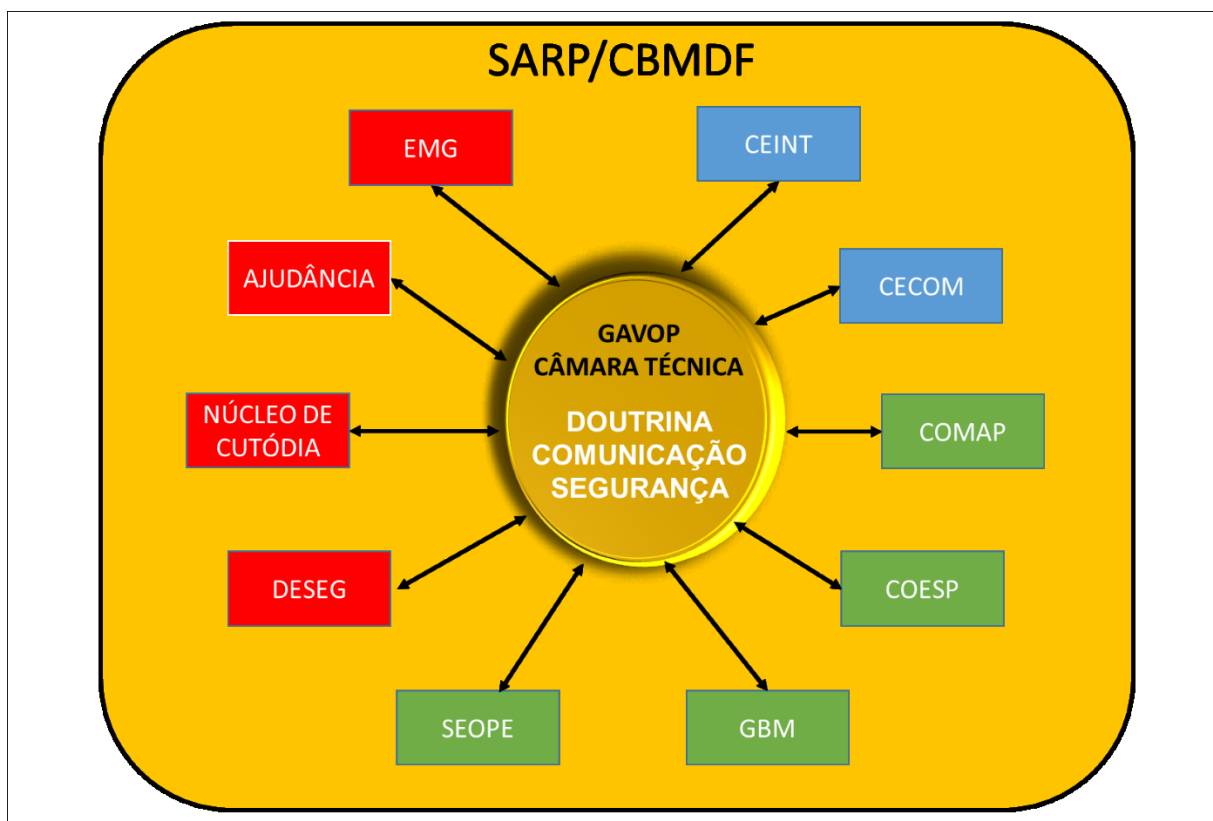 SARP/CBMDF
EMG
CEINT
AJUDÂNCIA
CECOM
GAVOP
CÂMARA TÉCNICA
DOUTRINA
COMUNICAÇÃO
SEGURANÇA
NÚCLEO DE
CUTÓDIA
COMAP
DESEG
COESP
SEOPE
GBM